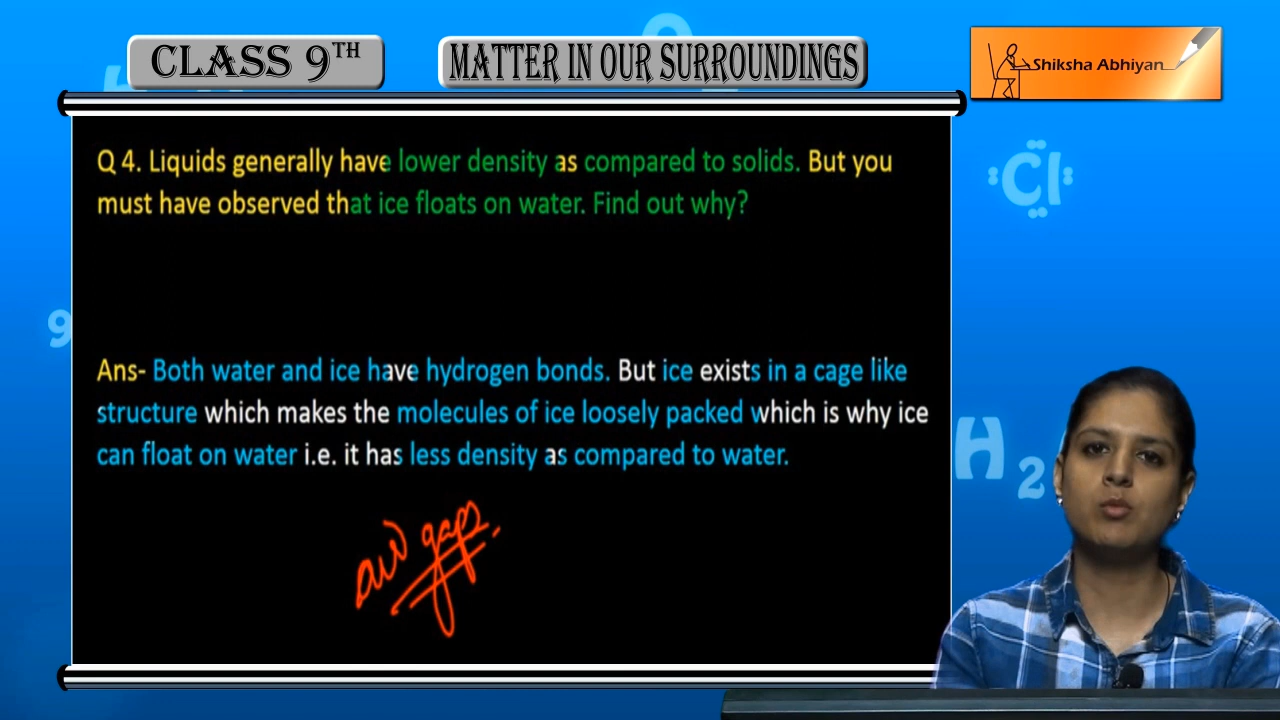 CLASS 9TH
MATTER IN OUR SURROUNDINGS
Shiksha Abhiyan
Q 4. Liquids generally have lower density as compared to solids. But you
must have observed that ice floats on water. Find out why?
Ans- Both water and ice have hydrogen bonds. But ice exists in a cage like
structure which makes the molecules of ice loosely packed which is why ice
can float on water i.e. it has less density as compared to water.
air gaps.
Cl
9
H2